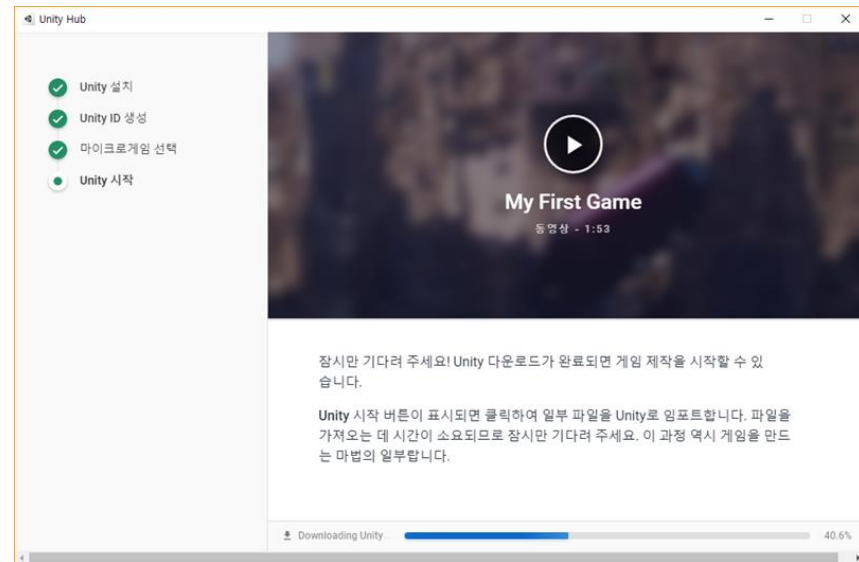 Unity Hub
Unity 설치
Unity ID 생성
마이크로게임 선택
Unity 시작
My First Game
동영상 - 1:53
잠시만 기다려 주세요! Unity 다운로드가 완료되면 게임 제작을 시작할 수 있
습니다.
Unity 시작 버튼이 표시되면 클릭하여 일부 파일을 Unity로 임포트합니다. 파일을
가져오는 데 시간이 소요되므로 잠시만 기다려 주세요. 이 과정 역시 게임을 만드
는 마법의 일부랍니다.
Downloading Unity... 40.6%